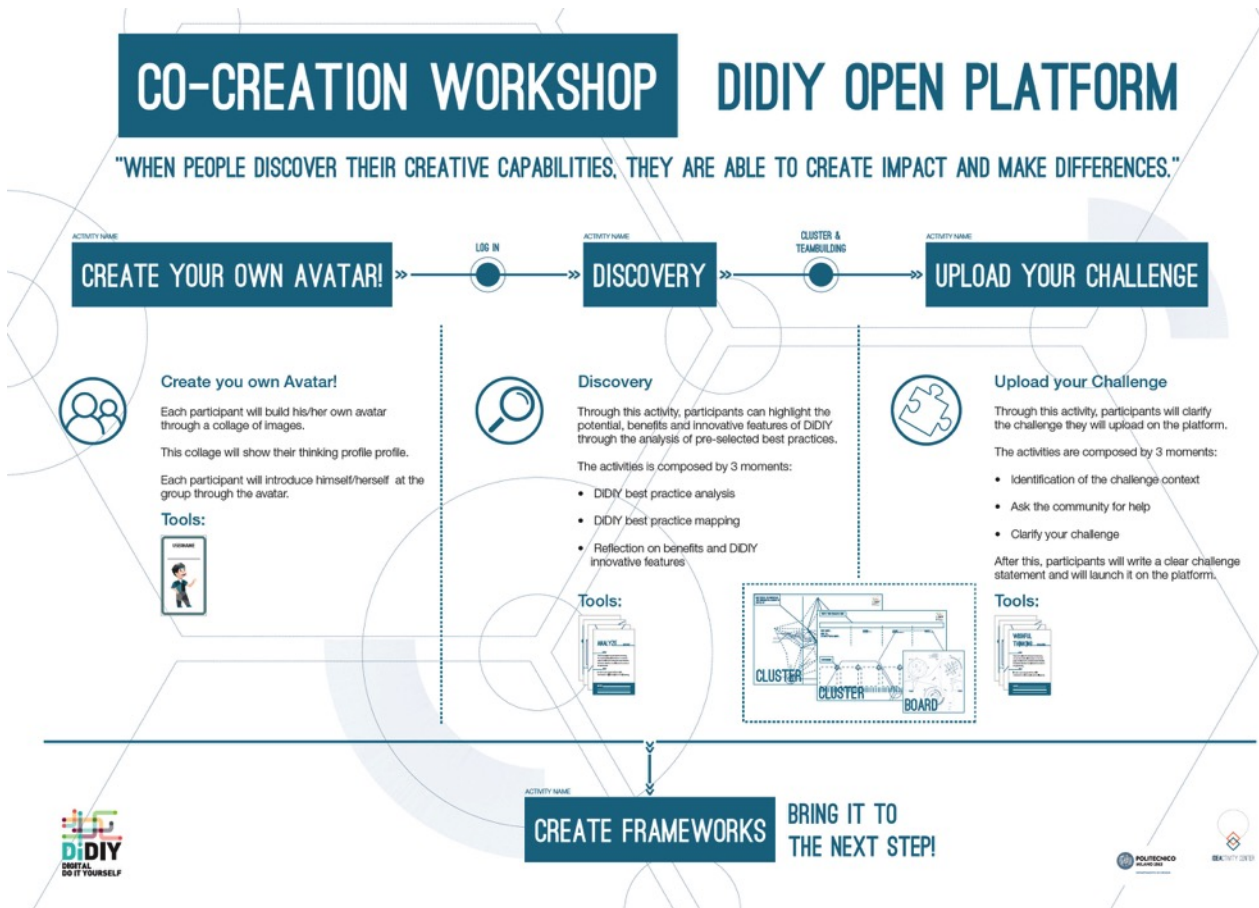 CO-CREATION WORKSHOP
DIDIY OPEN PLATFORM
"WHEN PEOPLE DISCOVER THEIR CREATIVE CAPABILITIES, THEY ARE ABLE TO CREATE IMPACT AND MAKE DIFFERENCES."
ACTIVITY NAME
CREATE YOUR OWN AVATAR!
LOG IN
ACTIVITY NAME
DISCOVERY
CLUSTER &
TEAMBUILDING
ACTIVITY NAME
UPLOAD YOUR CHALLENGE
Create you own Avatar!
Each participant will build his/her own avatar
through a collage of images.
This collage will show their thinking profile profile.
Each participant will introduce himself/herself at the
group through the avatar.
Tools:
USERNAME
Discovery
Through this activity, participants can highlight the
potential, benefits and innovative features of DiDIY
through the analysis of pre-selected best practices.
The activities is composed by 3 moments:
• DiDIY best practice analysis
• DiDIY best practice mapping
• Reflection on benefits and DiDIY
innovative features
Tools:
ANALYZE
CLUSTER
CLUSTER
BOARD
Upload your Challenge
Through this activity, participants will clarify
the challenge they will upload on the platform.
The activities are composed by 3 moments:
• Identification of the challenge context
• Ask the community for help
• Clarify your challenge
After this, participants will write a clear challenge
statement and will launch it on the platform.
Tools:
WISHFUL
THINKING
ACTIVITY NAME
CREATE FRAMEWORKS
BRING IT TO
THE NEXT STEP!
DiDIY
DIGITAL
DO IT YOURSELF
POLITECNICO
MILANO 1863
IDEACTIVITY CENTER